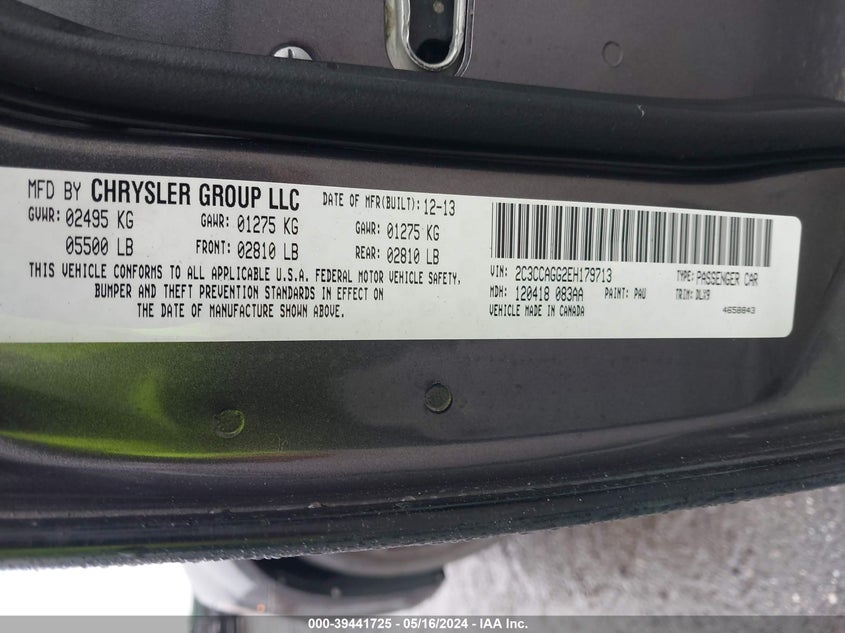 MFD BY CHRYSLER GROUP LLC DATE OF MFR(BUILT): 12-13
GVWR: 02495 KG GAWR: 01275 KG GAWR: 01275 KG
05500 LB FRONT: 02810 LB REAR: 02810 LB
THIS VEHICLE CONFORMS TO ALL APPLICABLE U.S.A. FEDERAL MOTOR VEHICLE SAFETY,
BUMPER AND THEFT PREVENTION STANDARDS IN EFFECT ON
THE DATE OF MANUFACTURE SHOWN ABOVE.
VIN: 2C3CCAGG2EH179713 TYPE: PASSENGER CAR
MDH: 120418 083AA PAINT: PAU TRIM: DLX9
VEHICLE MADE IN CANADA 4658843
000-39441725 - 05/16/2024 - IAA Inc.